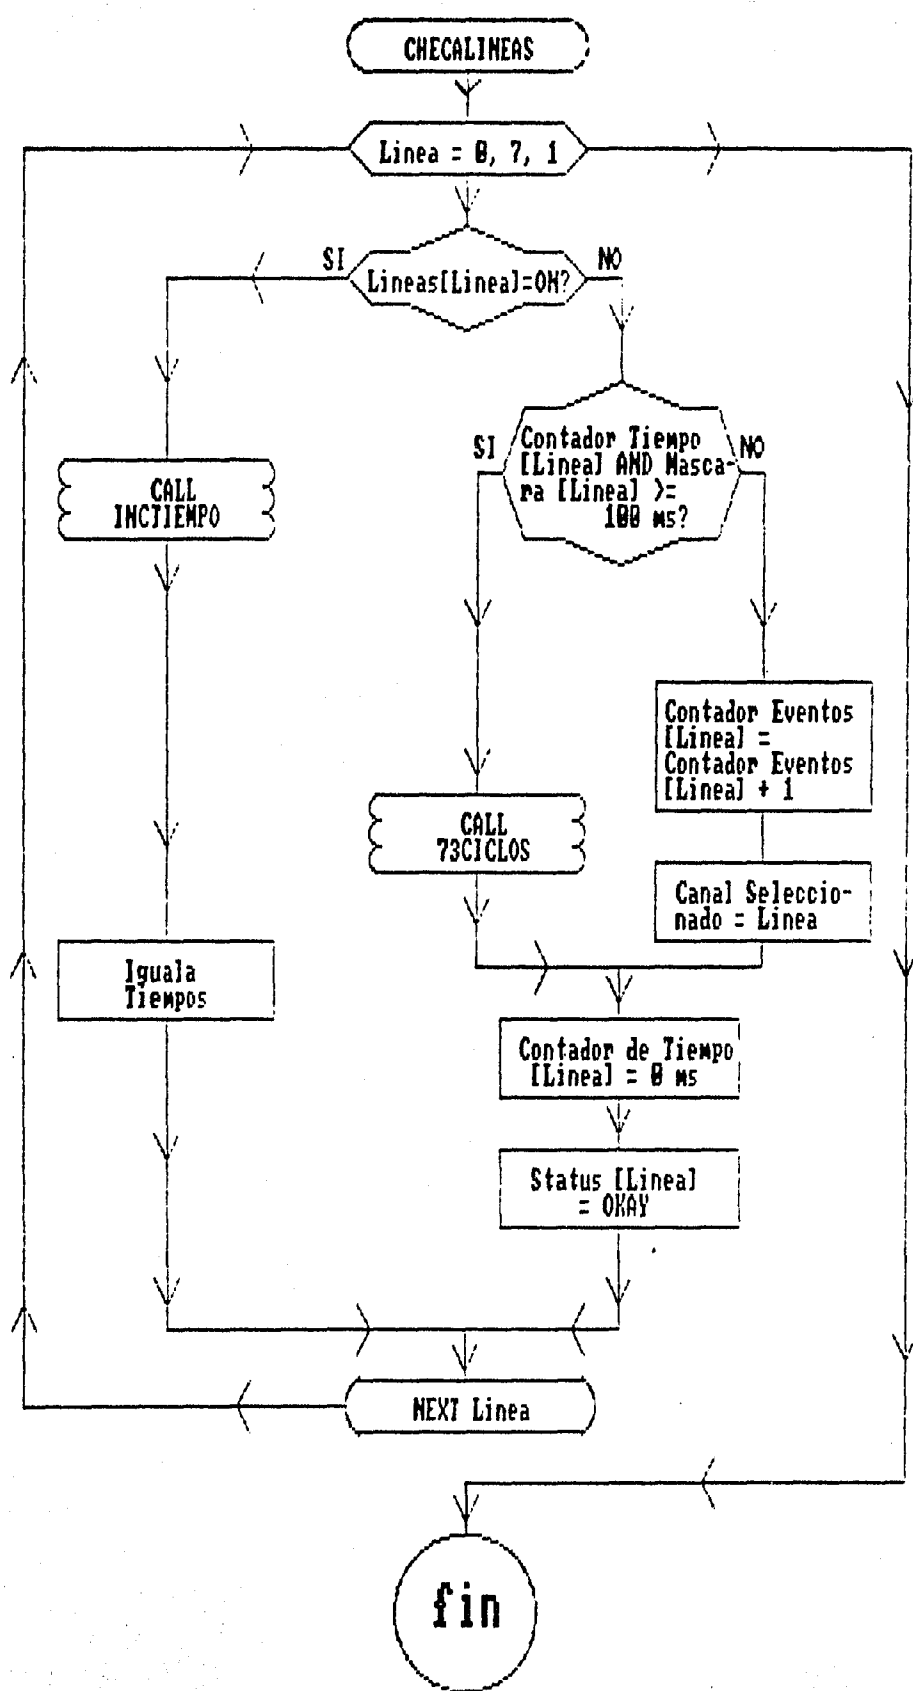 CHECALINEAS
Linea = 0, 7, 1
SI
NO
Lineas[Linea]=ON?
SI
NO
Contador Tiempo
[Linea] AND Masca-
ra [Linea] >=
100 ms?
CALL
INCTIEMPO
Contador Eventos
[Linea] =
Contador Eventos
[Linea] + 1
CALL
73CICLOS
Canal Seleccio-
nado = Linea
Iguala
Tiempos
Contador de Tiempo
[Linea] = 0 ms
Status [Linea]
= OKAY
NEXT Linea
fin